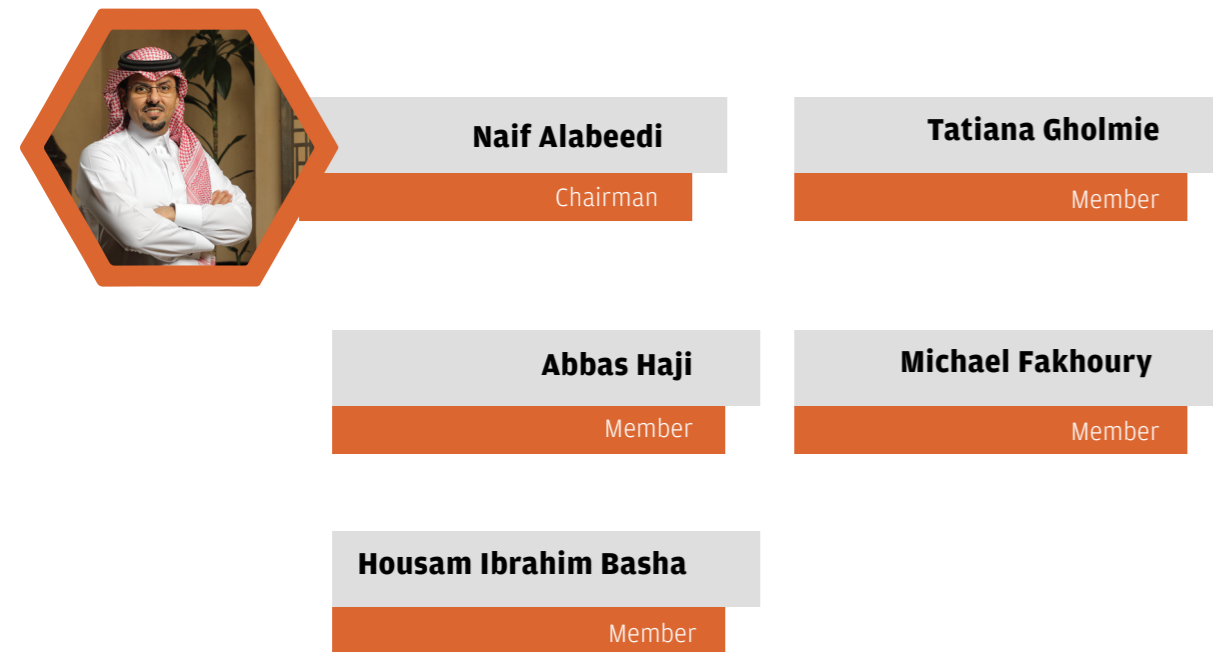 Naif Alabeedi
Chairman
Tatiana Gholmie
Member
Abbas Haji
Member
Michael Fakhoury
Member
Housam Ibrahim Basha
Member